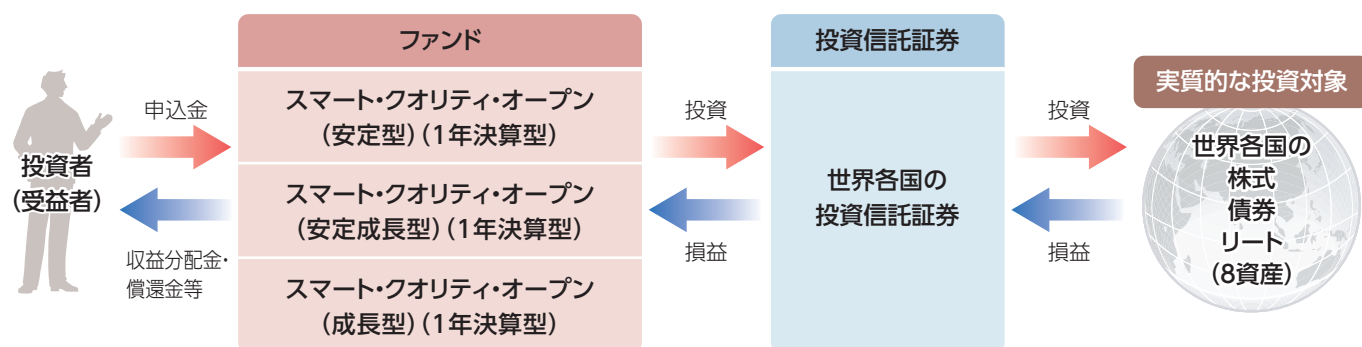 投資者
(受益者)
申込金
収益分配金・
償還金等
ファンド
スマート・クオリティ・オープン
(安定型)(1年決算型)
スマート・クオリティ・オープン
(安定成長型)(1年決算型)
スマート・クオリティ・オープン
(成長型)(1年決算型)
投資
損益
投資信託証券
世界各国の
投資信託証券
投資
損益
実質的な投資対象
世界各国の
株式
債券
リート
(8資産)